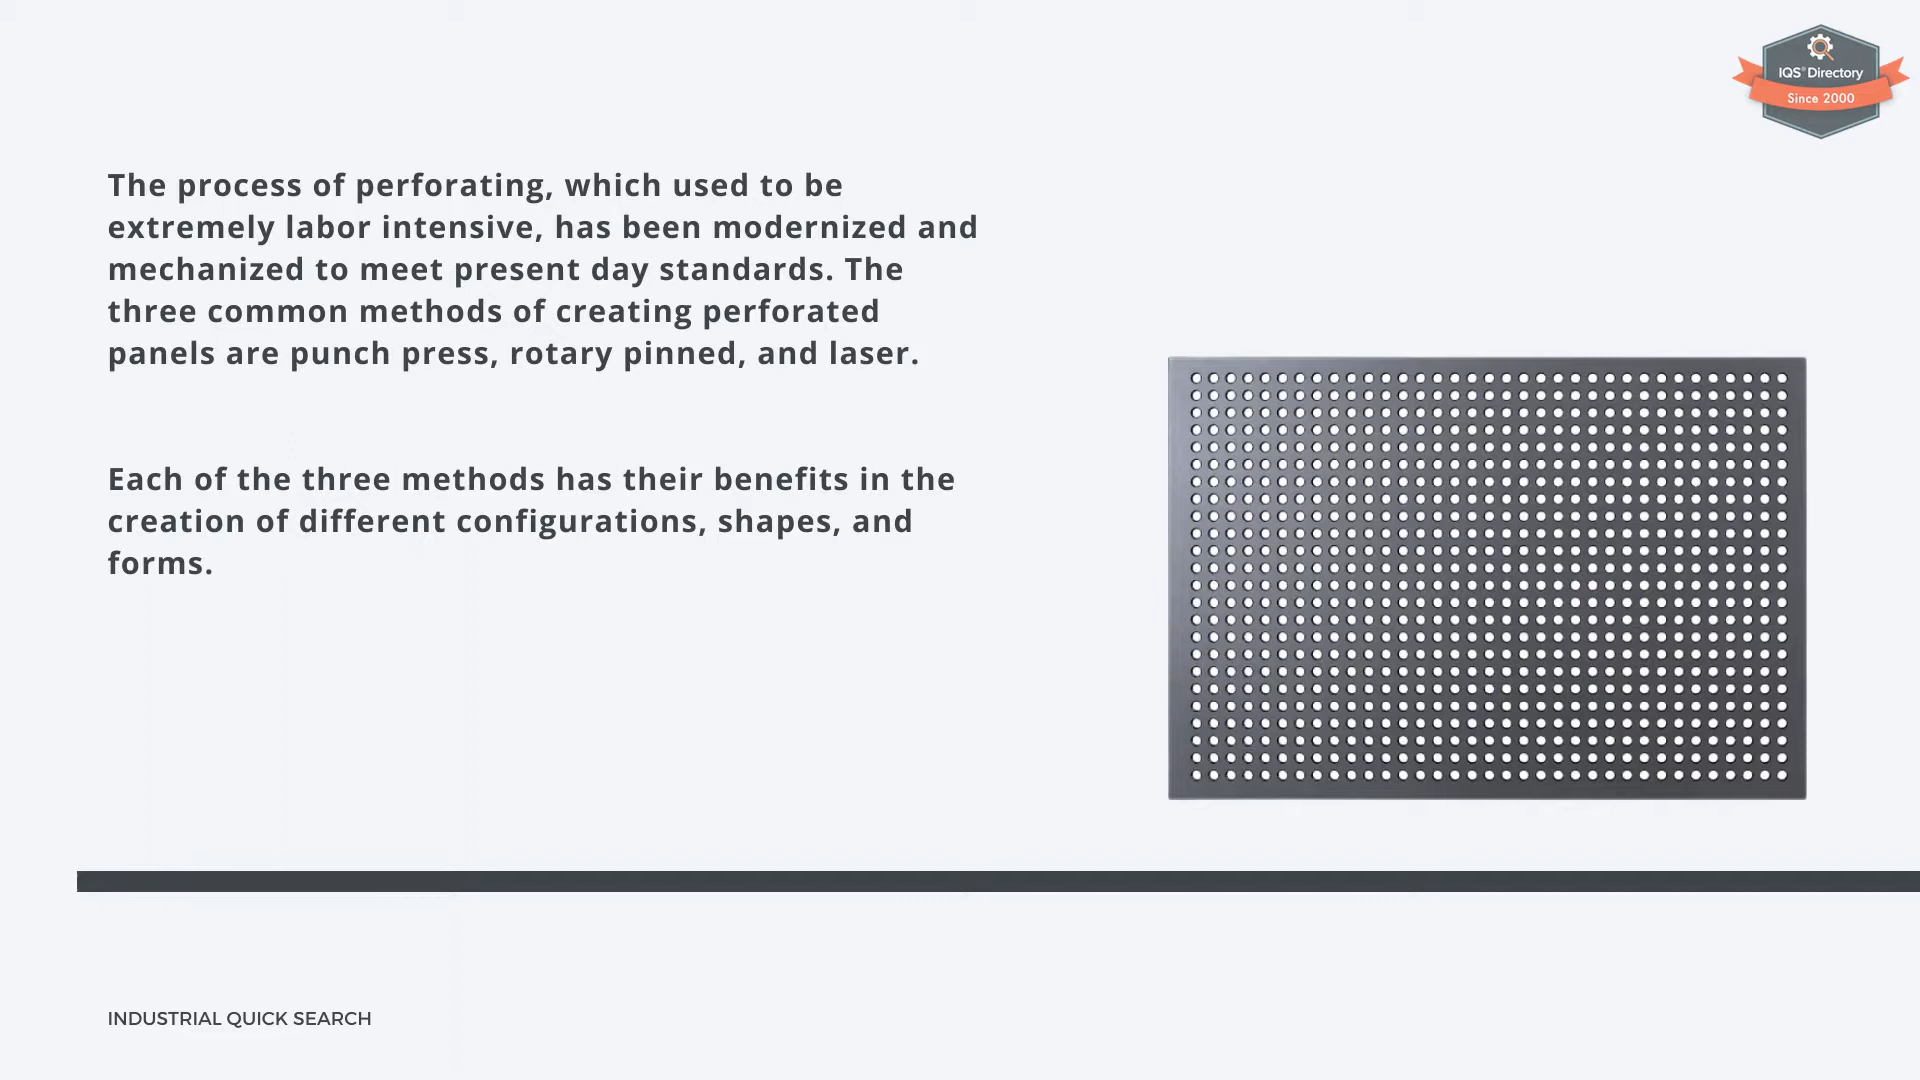 IQS® Directory
Since 2000
The process of perforating, which used to be
extremely labor intensive, has been modernized and
mechanized to meet present day standards. The
three common methods of creating perforated
panels are punch press, rotary pinned, and laser.
Each of the three methods has their benefits in the
creation of different configurations, shapes, and
forms.
INDUSTRIAL QUICK SEARCH